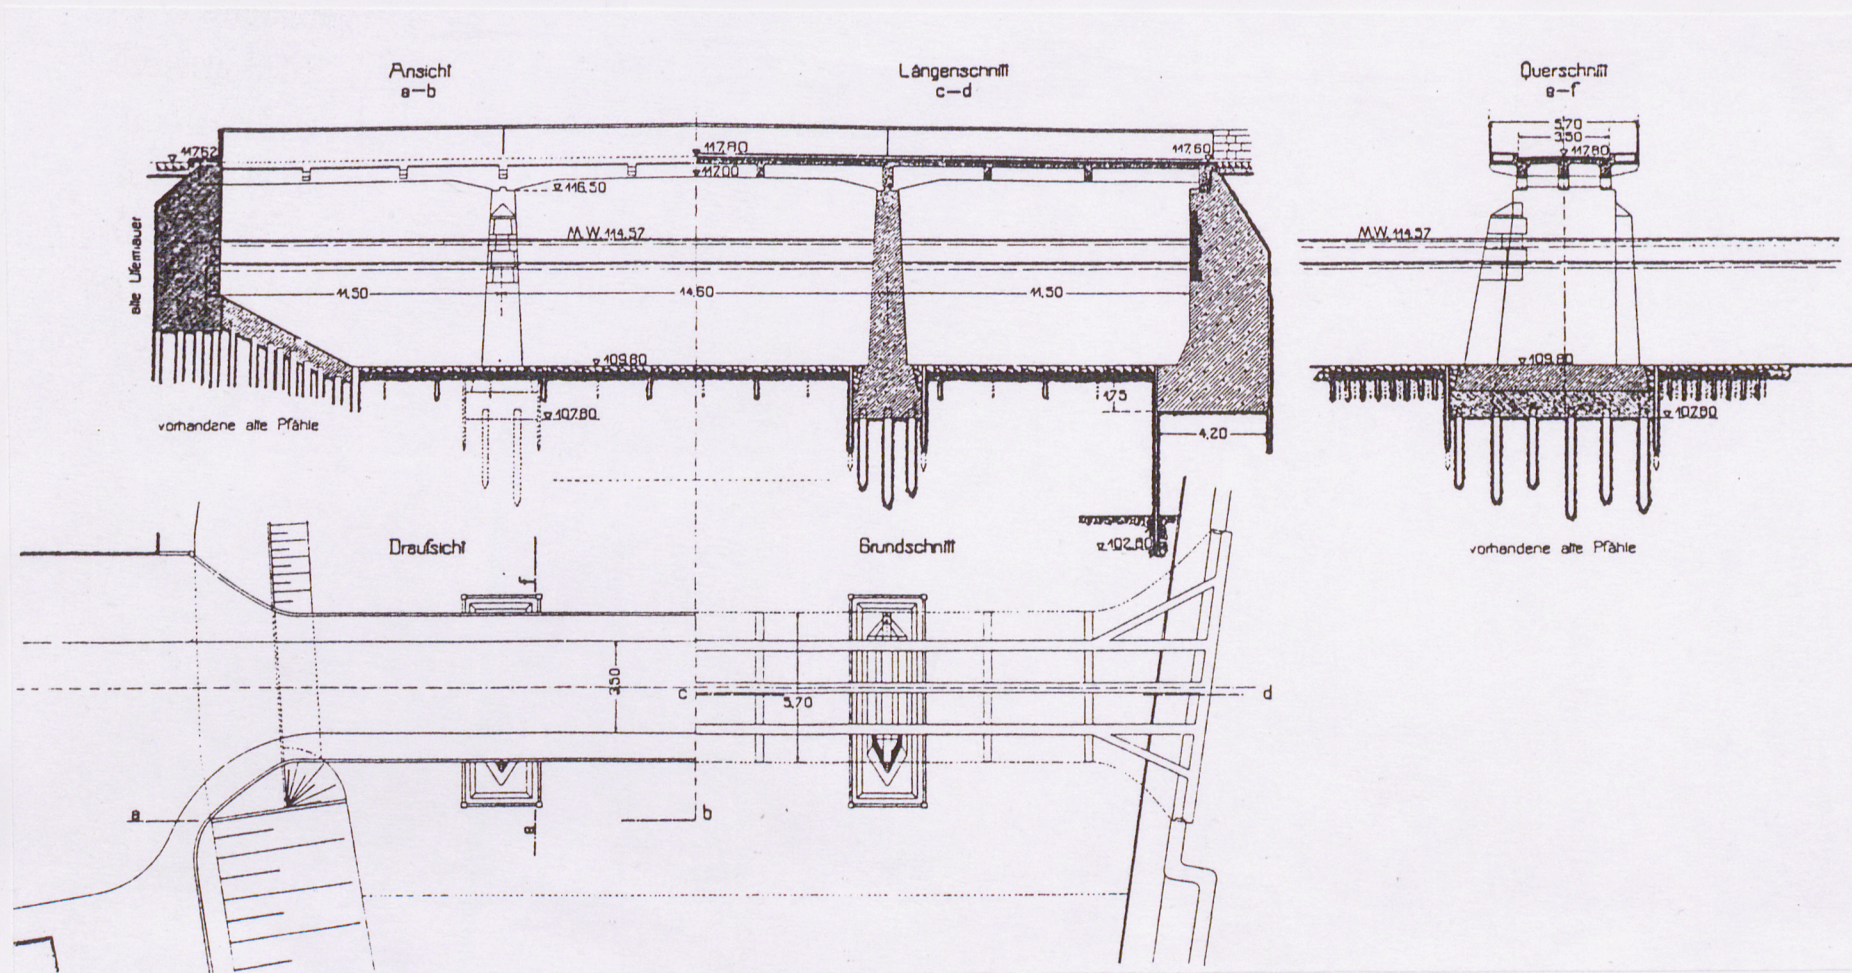 Ansicht
a-b
Längenschnitt
c-d
Querschnitt
e-f
5,70
3,50
117.80
117.52
117.80
117.60
117.00
116.50
alte Ufermauer
M.W. 114.57
M.W. 114.57
11,50
14,60
11,50
109.80
109.80
1,75
107.80
107.80
4,20
vorhandene alte Pfähle
102.80
vorhandene alte Pfähle
Draufsicht
Grundschnitt
f
3,50
c
5,70
d
a
b
e